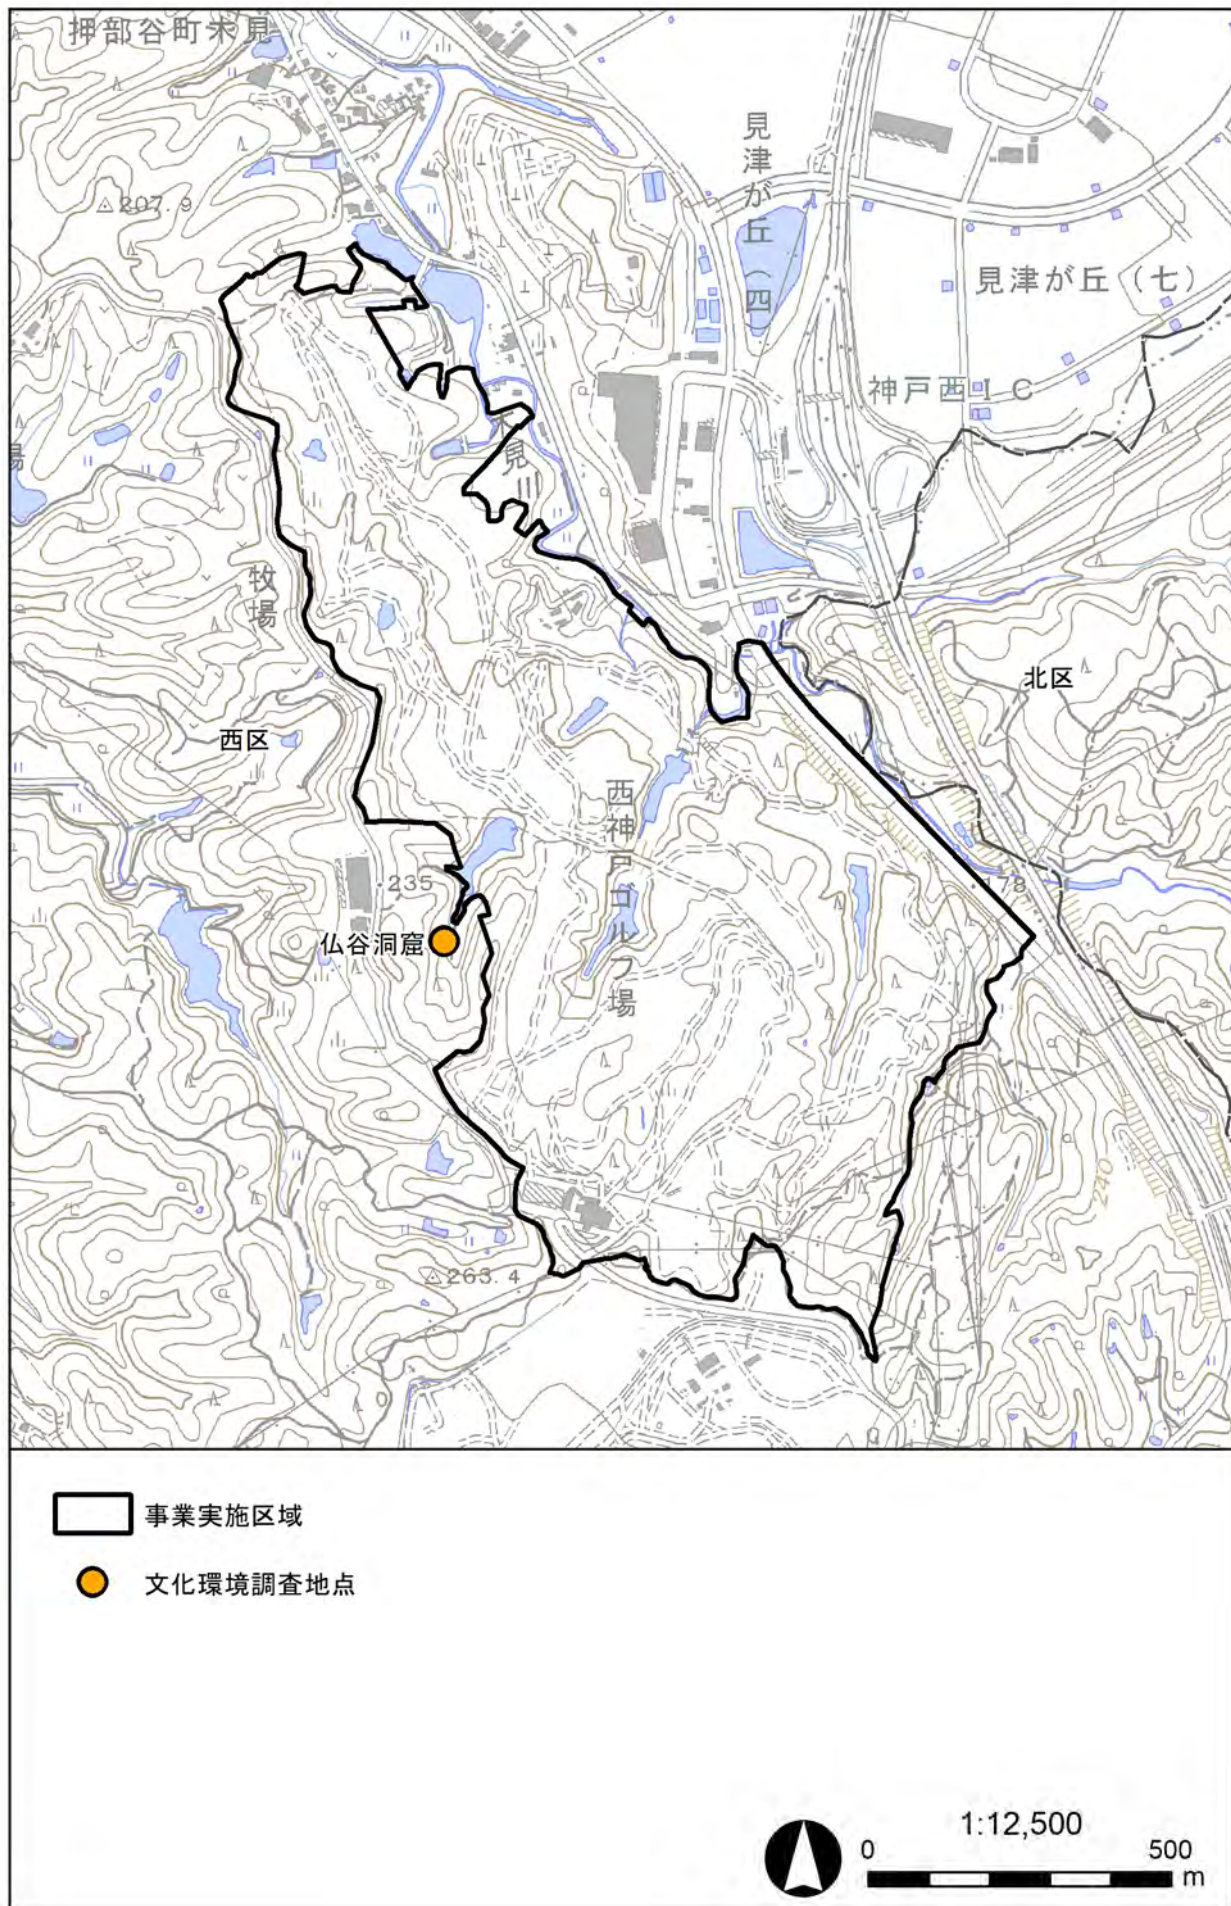 押部谷町木見
見津が丘（四
見津が丘（七）
207.9
神戸西ＩＣ
木見川
牧場
場
北区
西区
西神戸ゴルフ場
235
178
仏谷洞窟
240
263.4
事業実施区域
文化環境調査地点
1:12,500
0 500
m